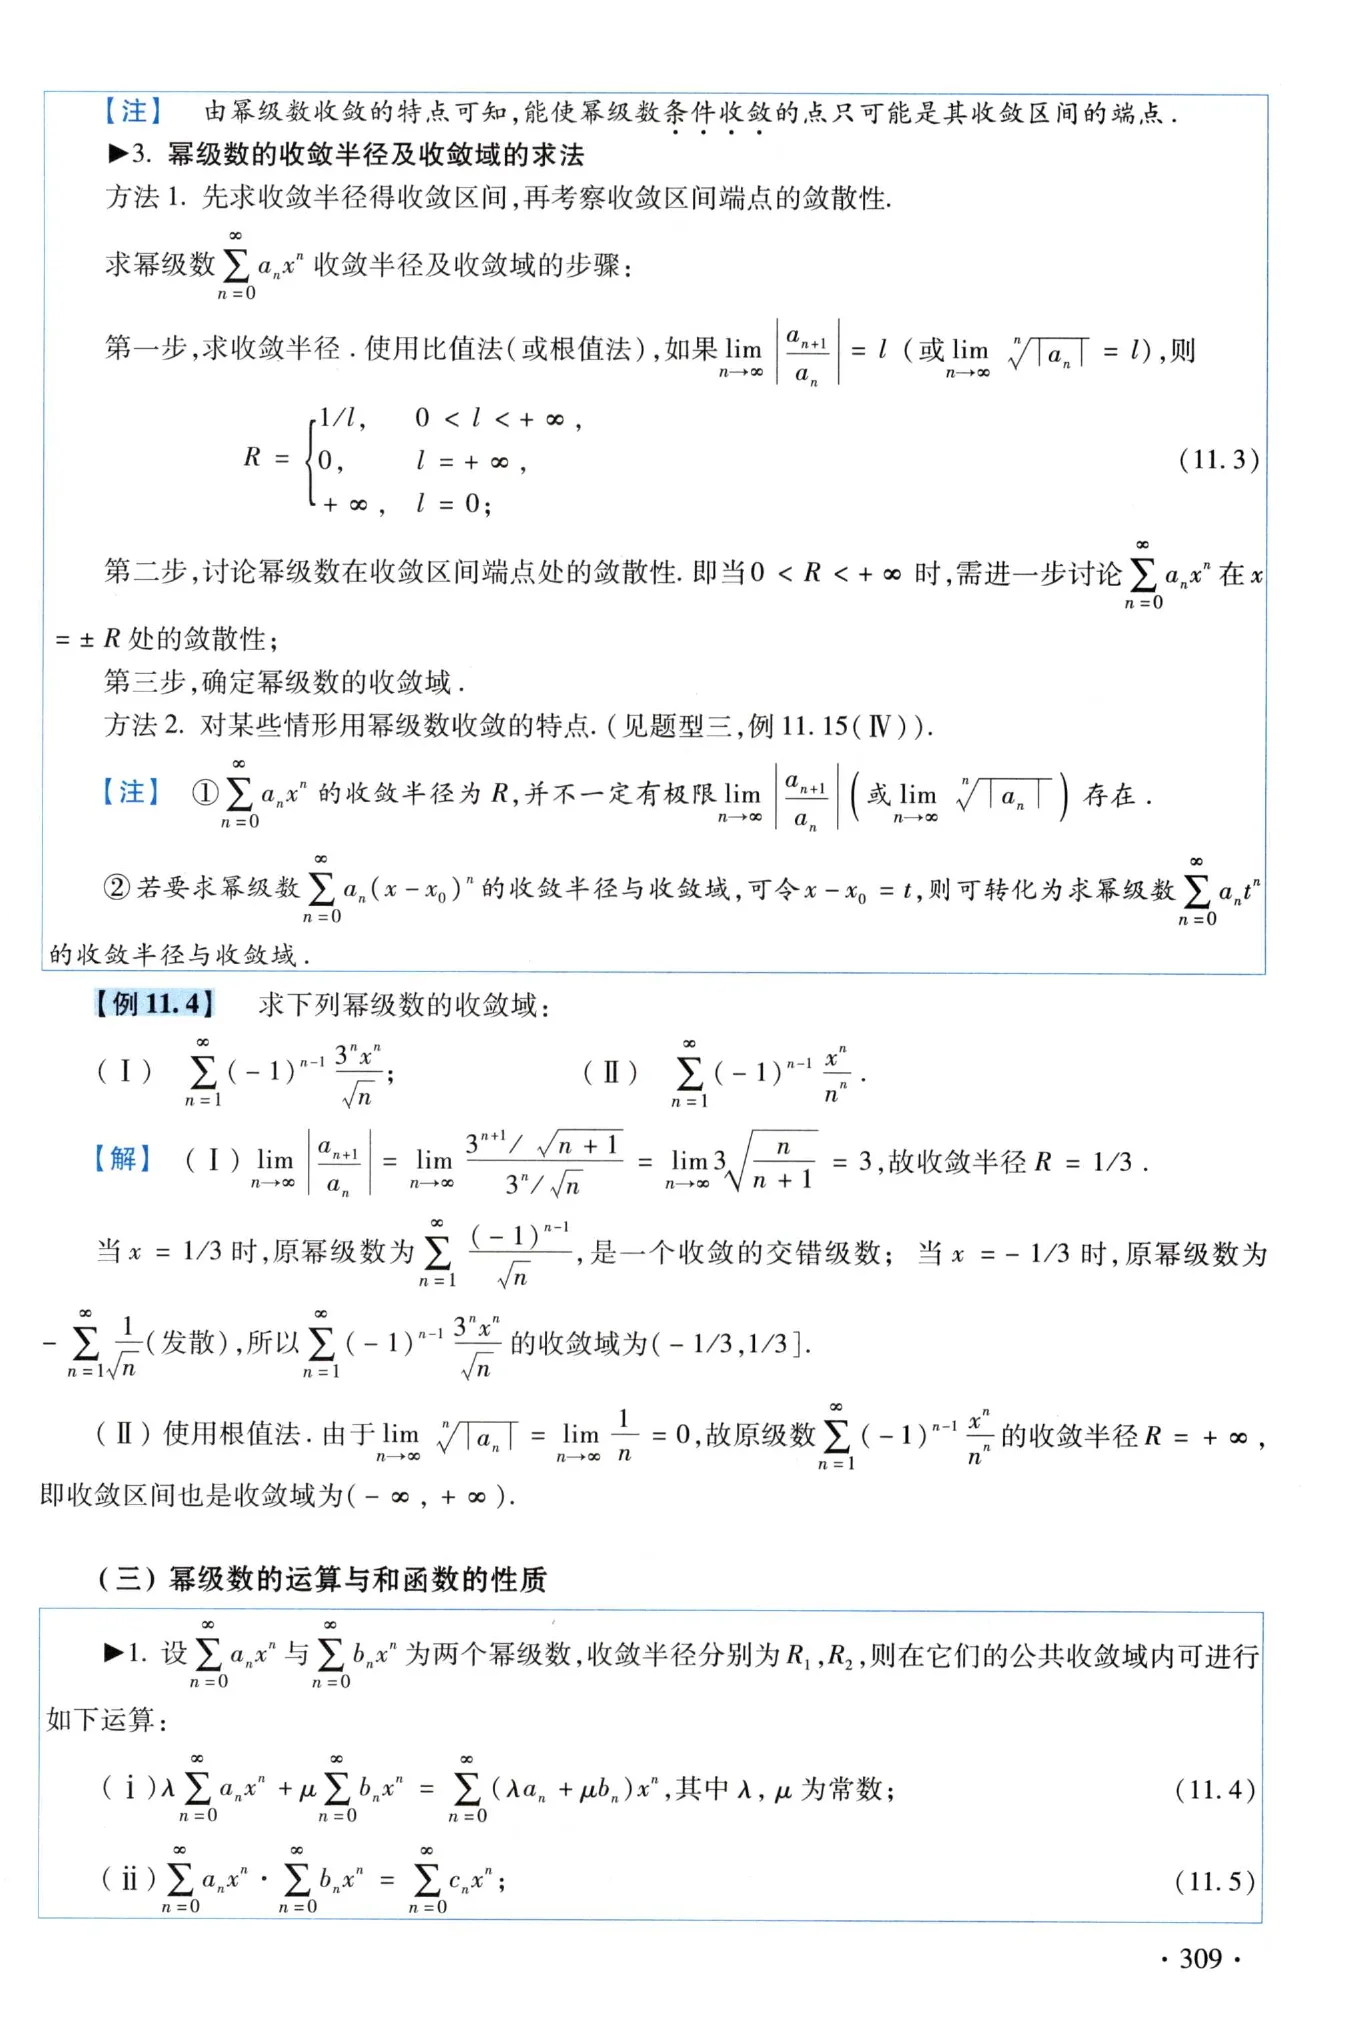 【注】 由幂级数收敛的特点可知,能使幂级数条件收敛的点只可能是其收敛区间的端点.
▶3. 幂级数的收敛半径及收敛域的求法
方法 1. 先求收敛半径得收敛区间,再考察收敛区间端点的敛散性.
求幂级数 $\sum_{n=0}^{\infty} a_n x^n$ 收敛半径及收敛域的步骤:
第一步,求收敛半径.使用比值法(或根值法),如果 $\lim_{n\to\infty} \left|\frac{a_{n+1}}{a_n}\right| = l$ (或 $\lim_{n\to\infty} \sqrt[n]{|a_n|} = l$),则
$R = \begin{cases} 1/l, & 0 < l < +\infty, \\ 0, & l = +\infty, \\ +\infty, & l = 0; \end{cases}$ (11.3)
第二步,讨论幂级数在收敛区间端点处的敛散性. 即当 $0 < R < +\infty$ 时,需进一步讨论 $\sum_{n=0}^{\infty} a_n x^n$ 在 $x$
$= \pm R$ 处的敛散性;
第三步,确定幂级数的收敛域.
方法 2. 对某些情形用幂级数收敛的特点.(见题型三,例 11.15(Ⅳ)).
【注】 ① $\sum_{n=0}^{\infty} a_n x^n$ 的收敛半径为 $R$,并不一定有极限 $\lim_{n\to\infty} \left|\frac{a_{n+1}}{a_n}\right| \left(或 \lim_{n\to\infty} \sqrt[n]{|a_n|}\right)$ 存在.
② 若要求幂级数 $\sum_{n=0}^{\infty} a_n (x-x_0)^n$ 的收敛半径与收敛域,可令 $x - x_0 = t$,则可转化为求幂级数 $\sum_{n=0}^{\infty} a_n t^n$
的收敛半径与收敛域.
【例 11.4】 求下列幂级数的收敛域:
(Ⅰ) $\sum_{n=1}^{\infty} (-1)^{n-1} \frac{3^n x^n}{\sqrt{n}}$; (Ⅱ) $\sum_{n=1}^{\infty} (-1)^{n-1} \frac{x^n}{n^n}$.
【解】 (Ⅰ) $\lim_{n\to\infty} \left|\frac{a_{n+1}}{a_n}\right| = \lim_{n\to\infty} \frac{3^{n+1}/\sqrt{n+1}}{3^n/\sqrt{n}} = \lim_{n\to\infty} 3\sqrt{\frac{n}{n+1}} = 3$,故收敛半径 $R = 1/3$.
当 $x = 1/3$ 时,原幂级数为 $\sum_{n=1}^{\infty} \frac{(-1)^{n-1}}{\sqrt{n}}$,是一个收敛的交错级数; 当 $x = -1/3$ 时,原幂级数为
$-\sum_{n=1}^{\infty} \frac{1}{\sqrt{n}}$(发散),所以 $\sum_{n=1}^{\infty} (-1)^{n-1} \frac{3^n x^n}{\sqrt{n}}$ 的收敛域为$(-1/3,1/3]$.
(Ⅱ) 使用根值法.由于 $\lim_{n\to\infty} \sqrt[n]{|a_n|} = \lim_{n\to\infty} \frac{1}{n} = 0$,故原级数 $\sum_{n=1}^{\infty} (-1)^{n-1} \frac{x^n}{n^n}$ 的收敛半径 $R = +\infty$,
即收敛区间也是收敛域为$(-\infty, +\infty)$.
(三) 幂级数的运算与和函数的性质
▶1. 设 $\sum_{n=0}^{\infty} a_n x^n$ 与 $\sum_{n=0}^{\infty} b_n x^n$ 为两个幂级数,收敛半径分别为 $R_1$,$R_2$,则在它们的公共收敛域内可进行
如下运算:
(ⅰ) $\lambda \sum_{n=0}^{\infty} a_n x^n + \mu \sum_{n=0}^{\infty} b_n x^n = \sum_{n=0}^{\infty} (\lambda a_n + \mu b_n) x^n$,其中 $\lambda$, $\mu$ 为常数; (11.4)
(ⅱ) $\sum_{n=0}^{\infty} a_n x^n \cdot \sum_{n=0}^{\infty} b_n x^n = \sum_{n=0}^{\infty} c_n x^n$; (11.5)
· 309 ·